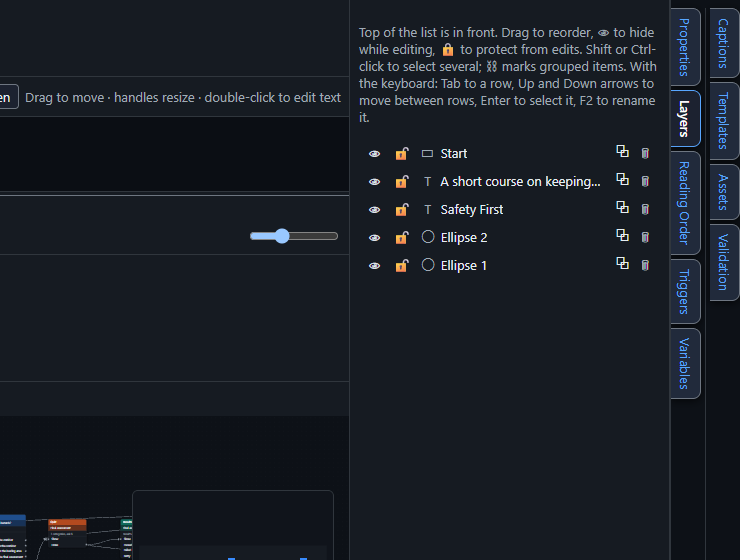 Top of the list is in front. Drag to reorder, 👁 to hide
while editing, 🔒 to protect from edits. Shift or Ctrl-
click to select several; ⛓ marks grouped items. With
the keyboard: Tab to a row, Up and Down arrows to
move between rows, Enter to select it, F2 to rename
it.
Drag to move · handles resize · double-click to edit text
Start
T A short course on keeping...
T Safety First
Ellipse 2
Ellipse 1
Properties
Layers
Reading Order
Triggers
Variables
Captions
Templates
Assets
Validation